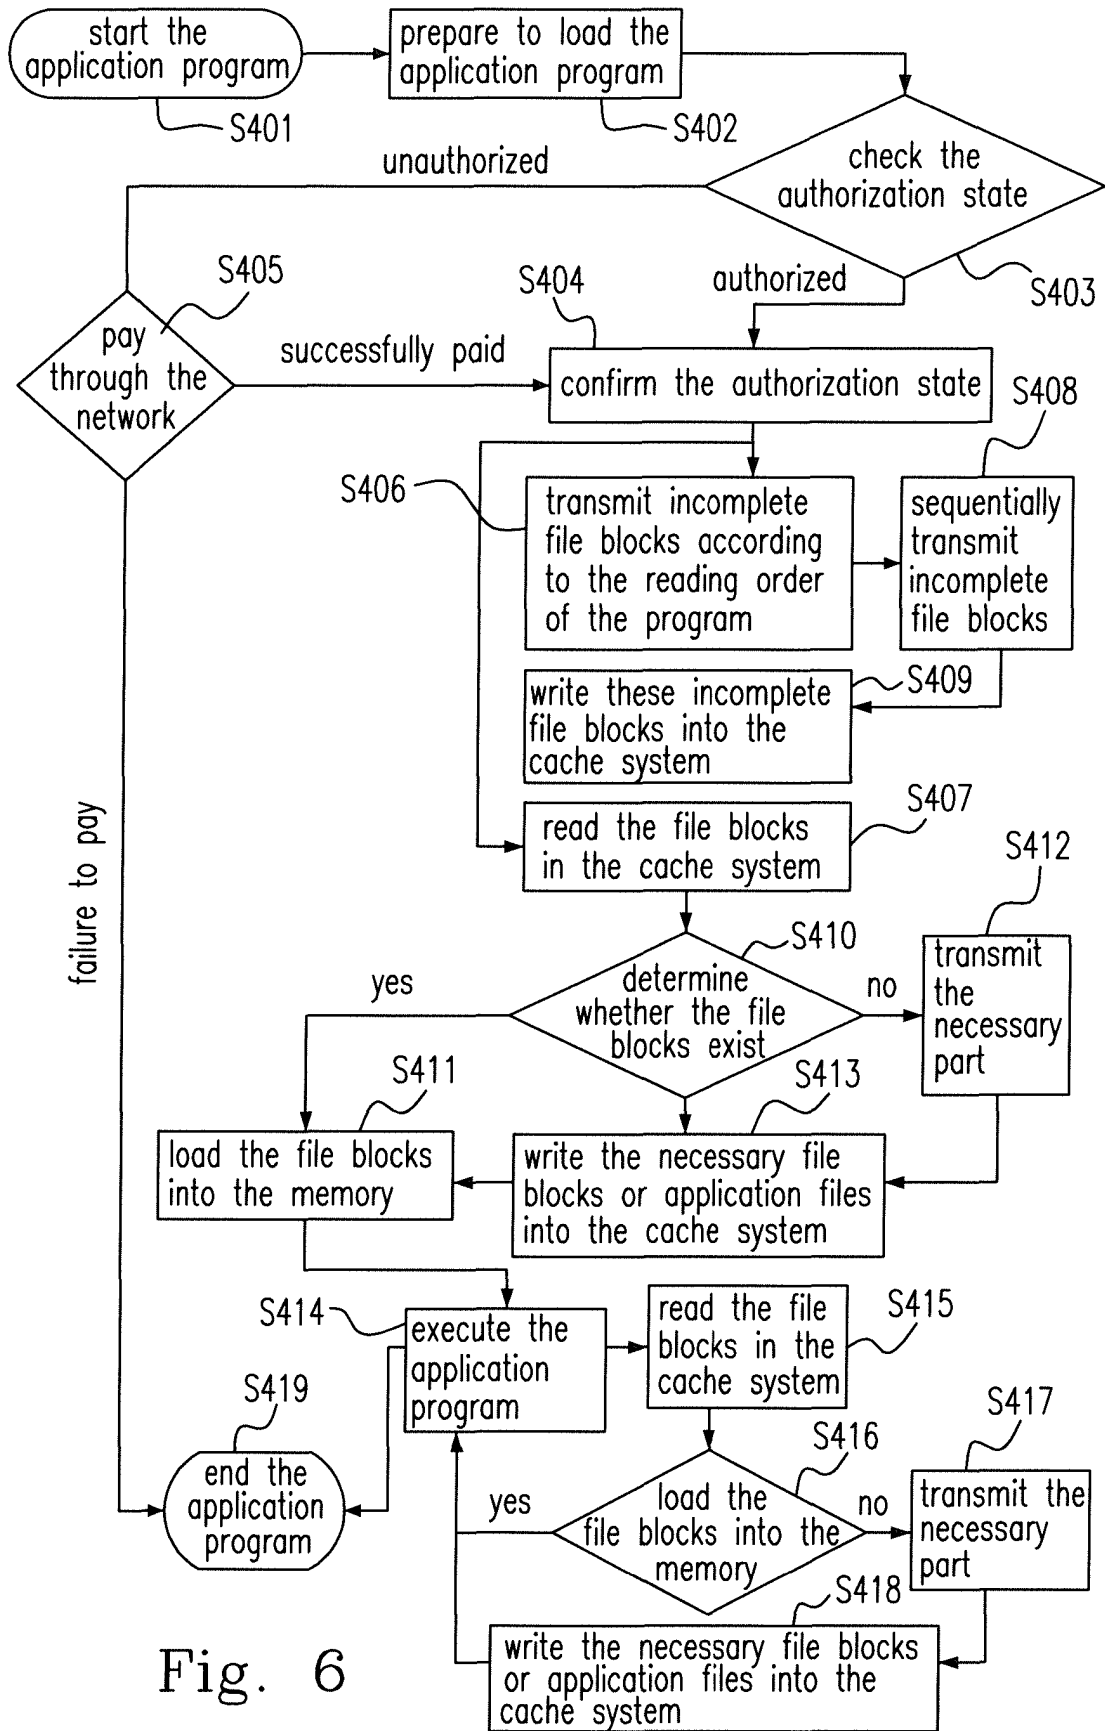 start the
application program
S401
prepare to load the
application program
S402
check the
authorization state
S403
unauthorized
authorized
S404
S405
pay
through the
network
successfully paid
confirm the authorization state
S408
S406
transmit incomplete
file blocks according
to the reading order
of the program
sequentially
transmit
incomplete
file blocks
S409
write these incomplete
file blocks into the
cache system
S407
read the file blocks
in the cache system
failure to pay
S412
S410
determine
whether the file
blocks exist
yes
no
transmit
the
necessary
part
S411
load the file blocks
into the memory
S413
write the necessary file
blocks or application files
into the cache system
S414
execute the
application
program
S415
read the file
blocks in the
cache system
S419
end the
application
program
S416
load the
file blocks into the
memory
yes
no
S417
transmit the
necessary
part
S418
write the necessary file blocks
or application files into the
cache system
Fig. 6